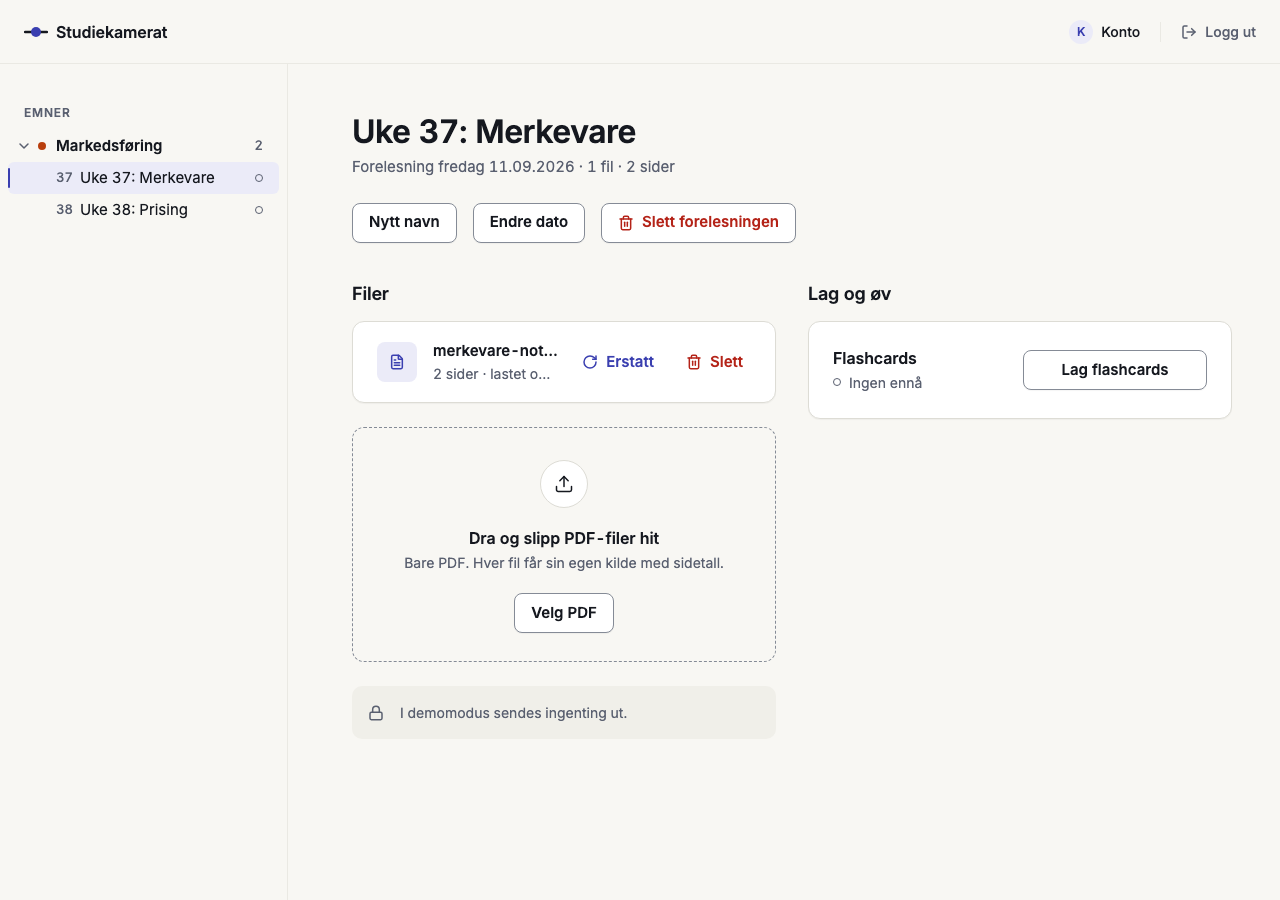 Studiekamerat
K Konto
Logg ut
EMNER
Markedsføring 2
37 Uke 37: Merkevare
38 Uke 38: Prising
Uke 37: Merkevare
Forelesning fredag 11.09.2026 · 1 fil · 2 sider
Nytt navn
Endre dato
Slett forelesningen
Filer
merkevare-not...
2 sider · lastet o...
Erstatt
Slett
Dra og slipp PDF-filer hit
Bare PDF. Hver fil får sin egen kilde med sidetall.
Velg PDF
I demomodus sendes ingenting ut.
Lag og øv
Flashcards
Ingen ennå
Lag flashcards